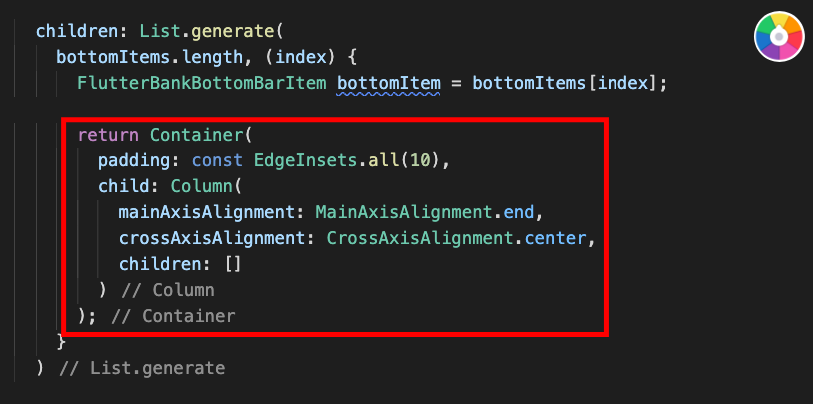 children: List.generate(
bottomItems.length, (index) {
FlutterBankBottomBarItem bottomItem = bottomItems[index];
return Container(
padding: const EdgeInsets.all(10),
child: Column(
mainAxisAlignment: MainAxisAlignment.end,
crossAxisAlignment: CrossAxisAlignment.center,
children: []
) // Column
); // Container
}
) // List.generate